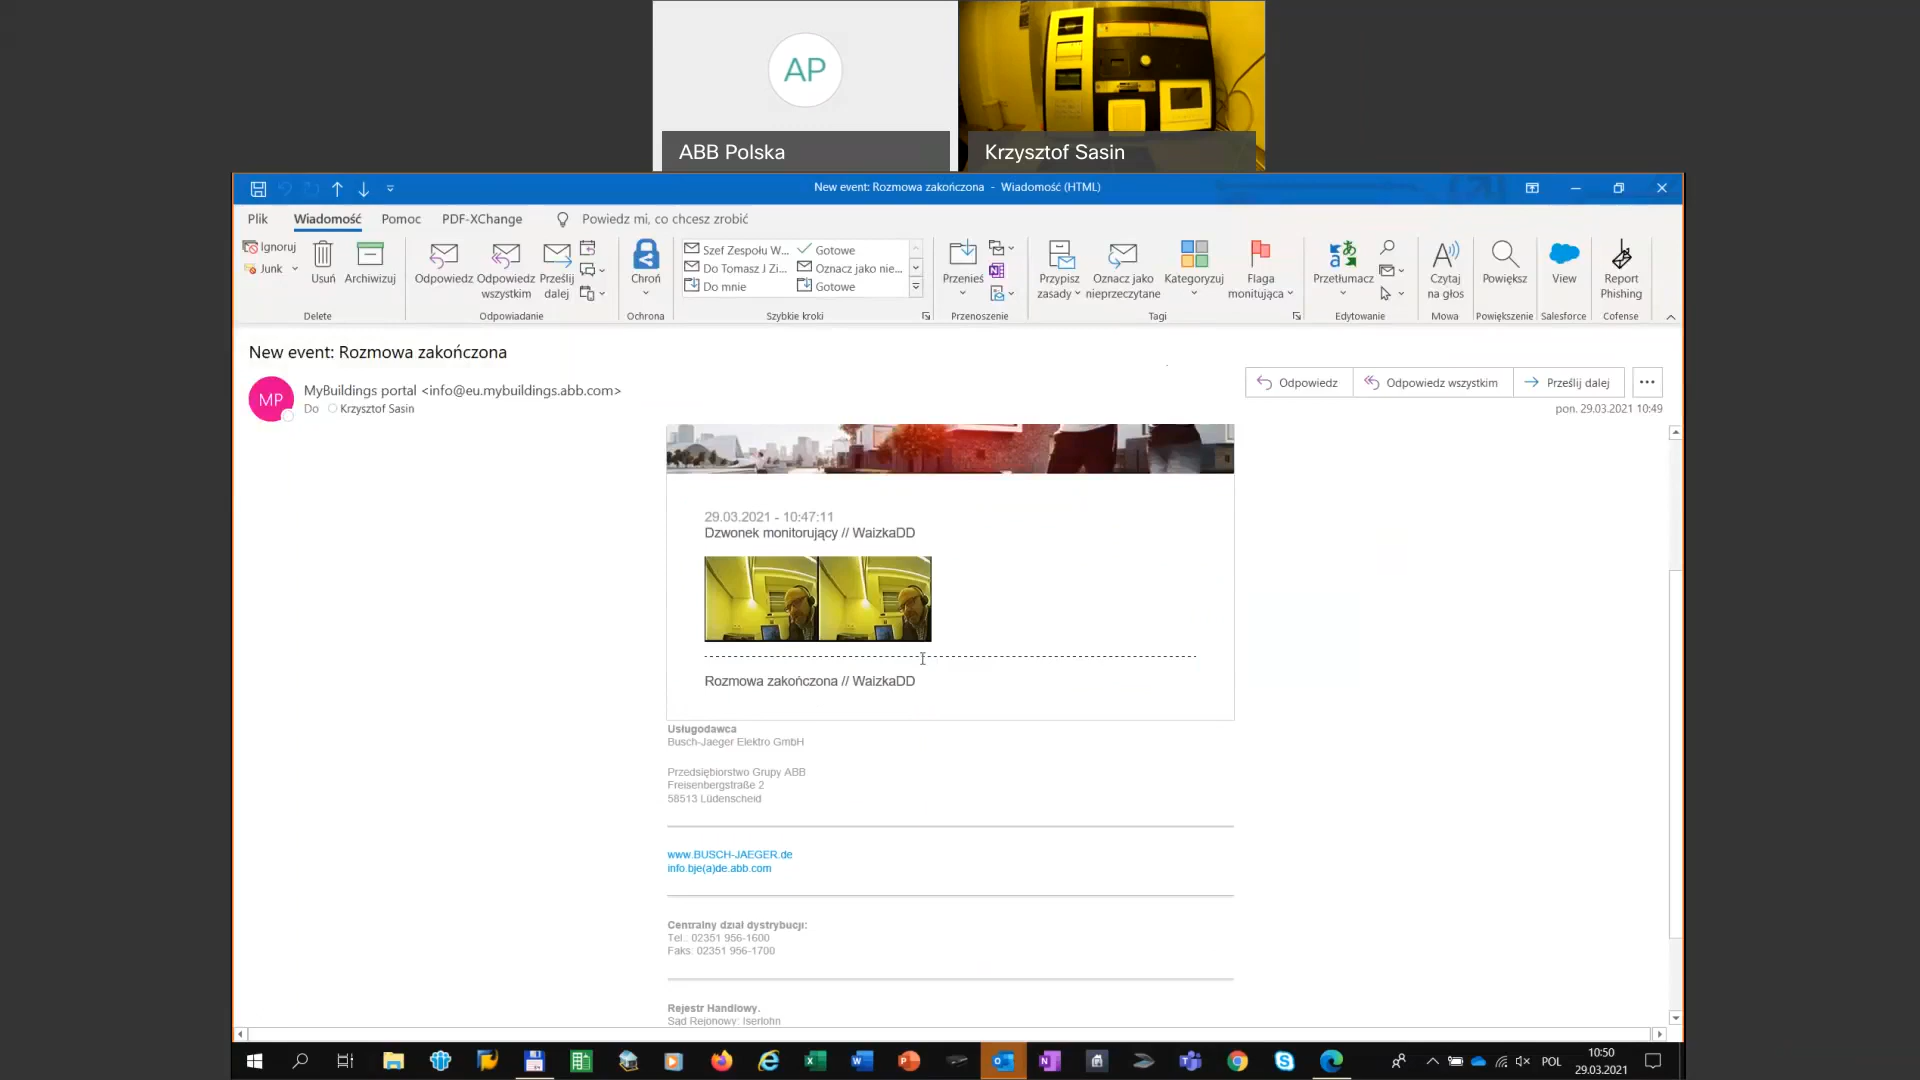 AP
ABB Polska
Krzysztof Sasin
New event: Rozmowa zakończona - Wiadomość (HTML)
Plik Wiadomość Pomoc PDF-XChange Powiedz mi, co chcesz zrobić
Ignoruj
Junk
Usuń
Archiwizuj
Delete
Odpowiedz
Odpowiedz wszystkim
Prześlij dalej
Odpowiadanie
Chroń
Ochrona
Szef Zespołu W...
Do Tomasz J Zi...
Do mnie
Gotowe
Oznacz jako nie...
Gotowe
Szybkie kroki
Przenieś
Przenoszenie
Przypisz zasady
Oznacz jako nieprzeczytane
Kategoryzuj
Flaga monitująca
Tagi
Przetłumacz
Edytowanie
Czytaj na głos
Mowa
Powiększ
Powiększenie
View
Salesforce
Report Phishing
Cofense
New event: Rozmowa zakończona
MP
MyBuildings portal <info@eu.mybuildings.abb.com>
Do Krzysztof Sasin
Odpowiedz
Odpowiedz wszystkim
Prześlij dalej
pon. 29.03.2021 10:49
29.03.2021 - 10:47:11
Dzwonek monitorujący // WaizkaDD
Rozmowa zakończona // WaizkaDD
Usługodawca
Busch-Jaeger Elektro GmbH
Przedsiębiorstwo Grupy ABB
Freisenbergstraße 2
58513 Lüdenscheid
www.BUSCH-JAEGER.de
info.bje(a)de.abb.com
Centralny dział dystrybucji:
Tel.. 02351 956-1600
Faks: 02351 956-1700
Rejestr Handlowy.
Sąd Rejonowy: Iserlohn
POL
10:50
29.03.2021